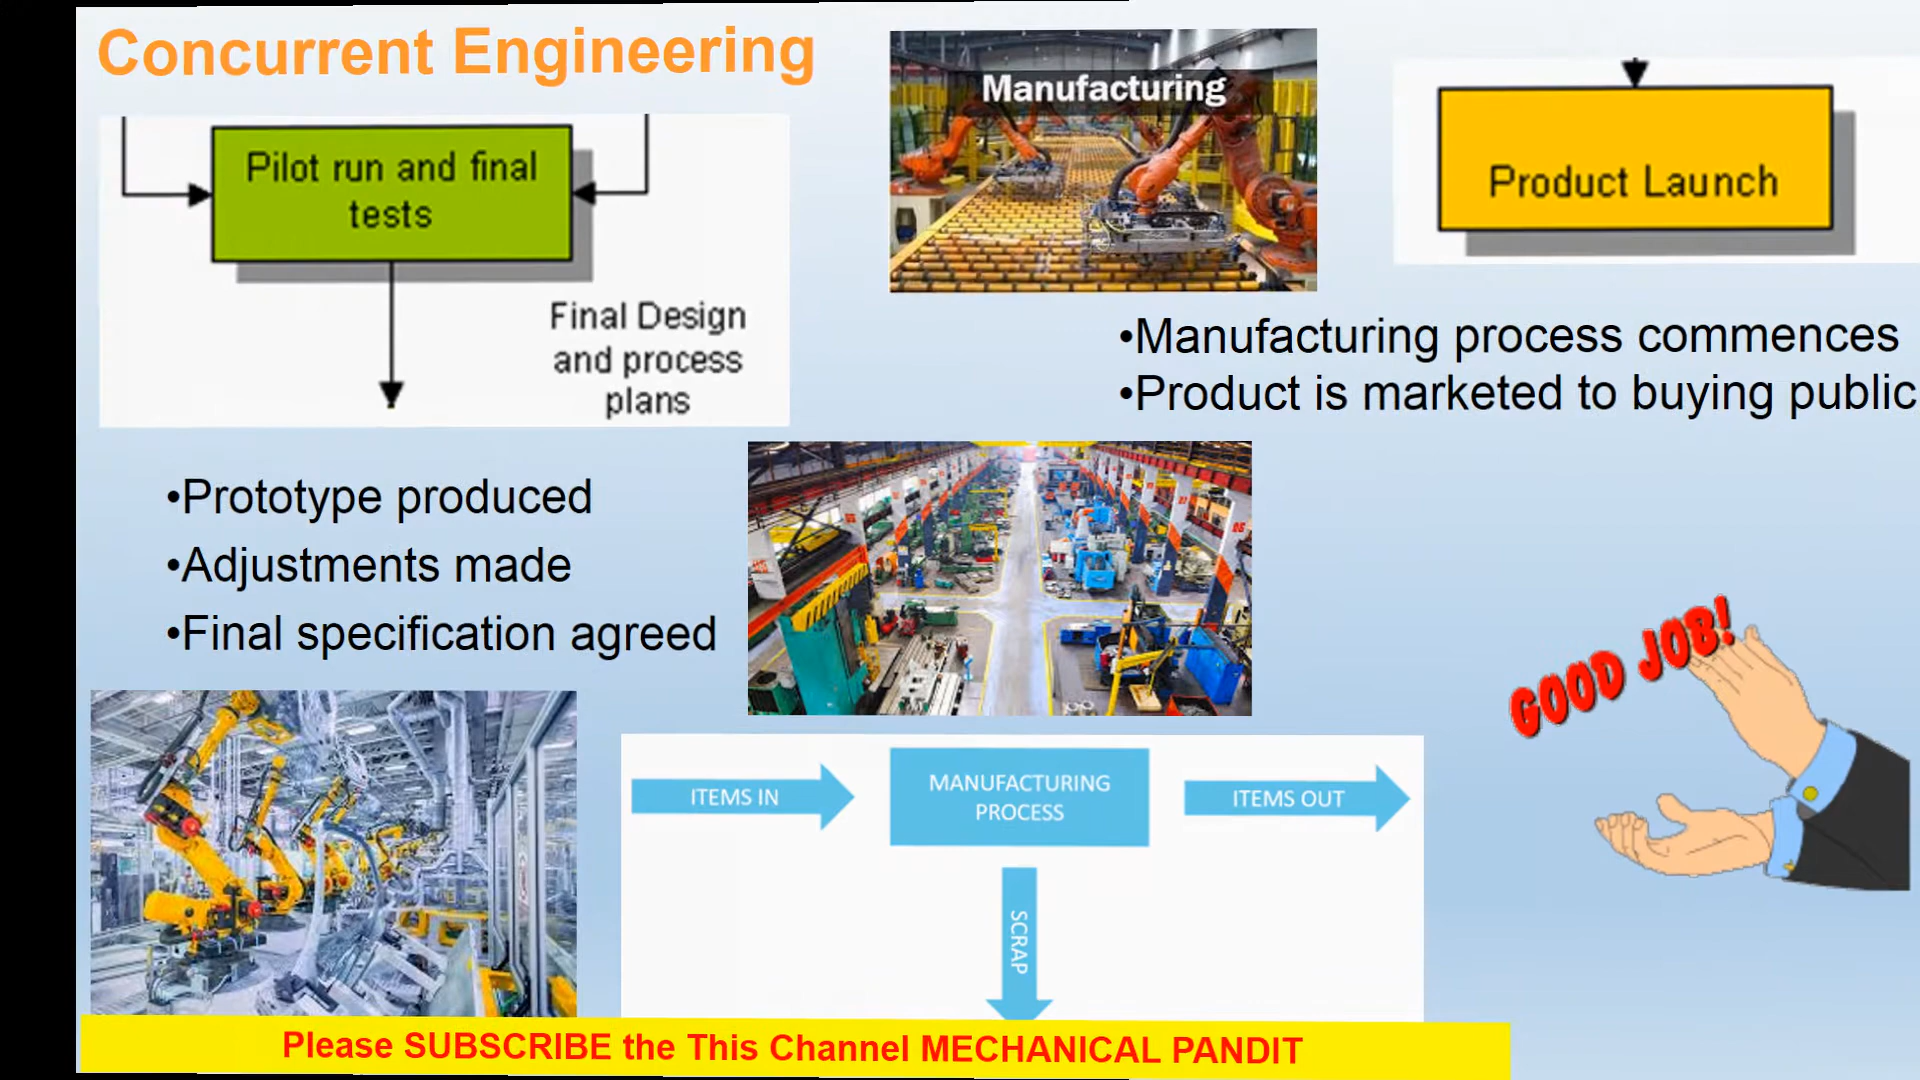 Concurrent Engineering
Pilot run and final
tests
Final Design
and process
plans
•Prototype produced
•Adjustments made
•Final specification agreed
Manufacturing
Product Launch
•Manufacturing process commences
•Product is marketed to buying public
GOOD JOB!
ITEMS IN
MANUFACTURING
PROCESS
ITEMS OUT
SCRAP
Please SUBSCRIBE the This Channel MECHANICAL PANDIT